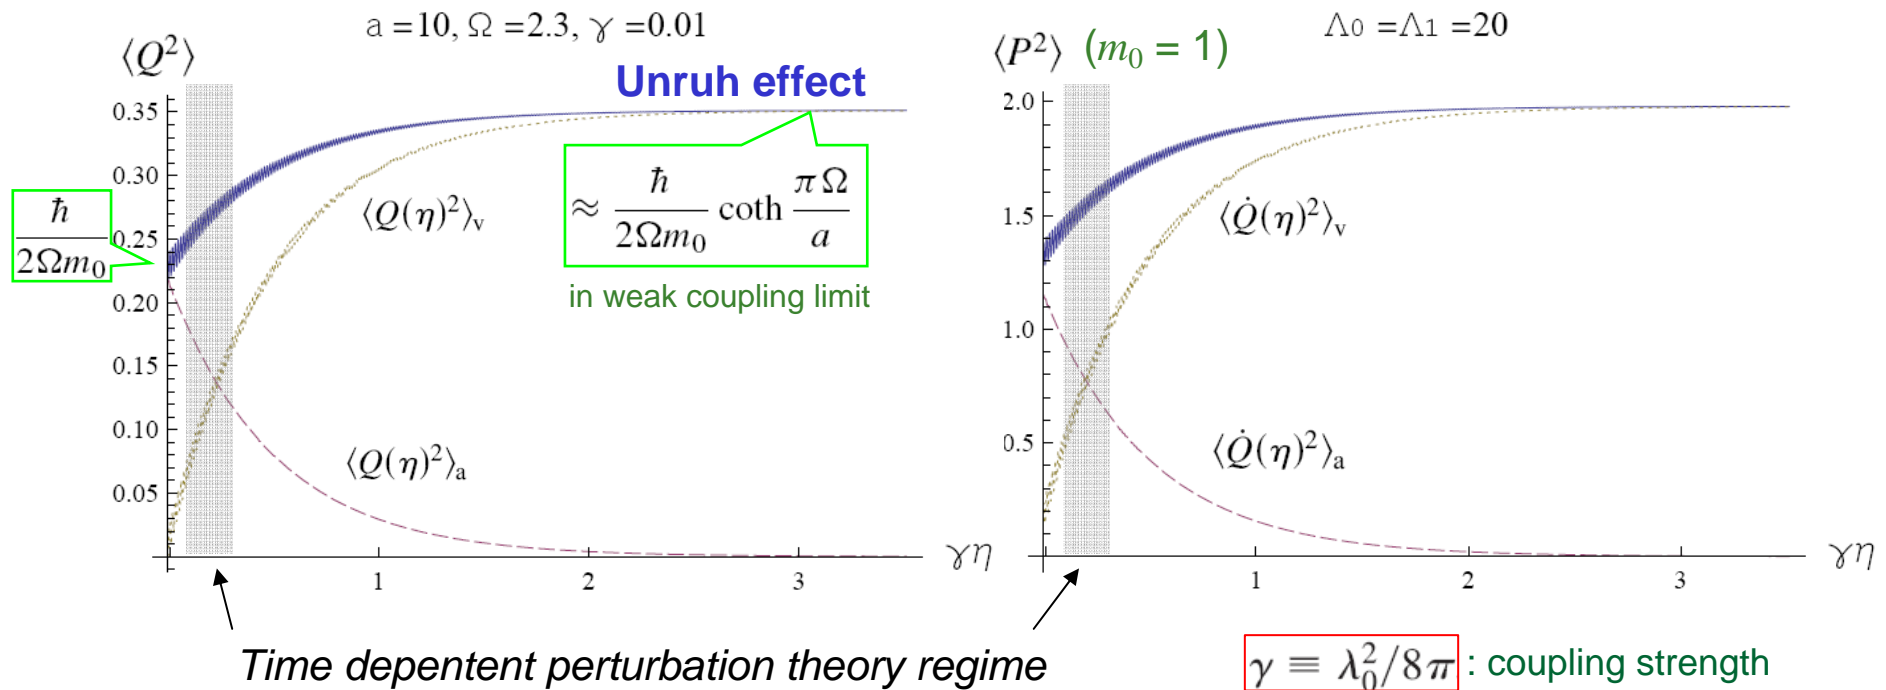 a =10, Ω =2.3, γ =0.01
⟨Q²⟩
Unruh effect
0.35
0.30
0.25
0.20
0.15
0.10
0.05
ħ / 2Ωm₀
⟨Q(η)²⟩ᵥ
≈ ħ / 2Ωm₀ coth πΩ / a
in weak coupling limit
⟨Q(η)²⟩ₐ
1
2
3
γη
Λ0 =Λ1 =20
⟨P²⟩ (m₀ = 1)
2.0
1.5
1.0
0.5
⟨Q̇(η)²⟩ᵥ
⟨Q̇(η)²⟩ₐ
1
2
3
γη
Time depentent perturbation theory regime
γ ≡ λ₀²/8π : coupling strength